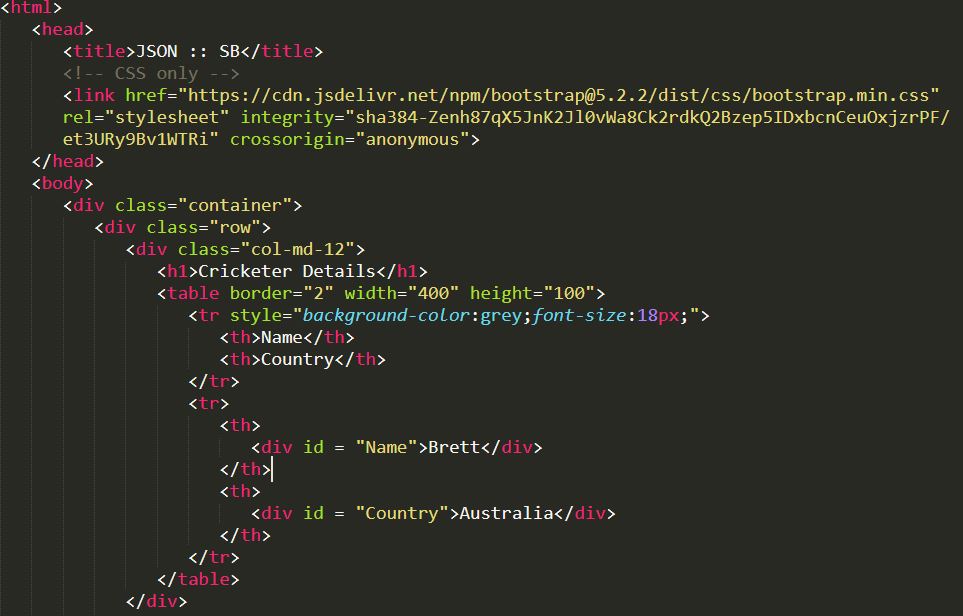 <html>
<head>
<title>JSON :: SB</title>
<!-- CSS only -->
<link href="https://cdn.jsdelivr.net/npm/bootstrap@5.2.2/dist/css/bootstrap.min.css"
rel="stylesheet" integrity="sha384-Zenh87qX5JnK2Jl0vWa8Ck2rdkQ2Bzep5IDxbcnCeuOxjzrPF/
et3URy9Bv1WTRi" crossorigin="anonymous">
</head>
<body>
<div class="container">
<div class="row">
<div class="col-md-12">
<h1>Cricketer Details</h1>
<table border="2" width="400" height="100">
<tr style="background-color:grey;font-size:18px;">
<th>Name</th>
<th>Country</th>
</tr>
<tr>
<th>
<div id = "Name">Brett</div>
</th>
<th>
<div id = "Country">Australia</div>
</th>
</tr>
</table>
</div>